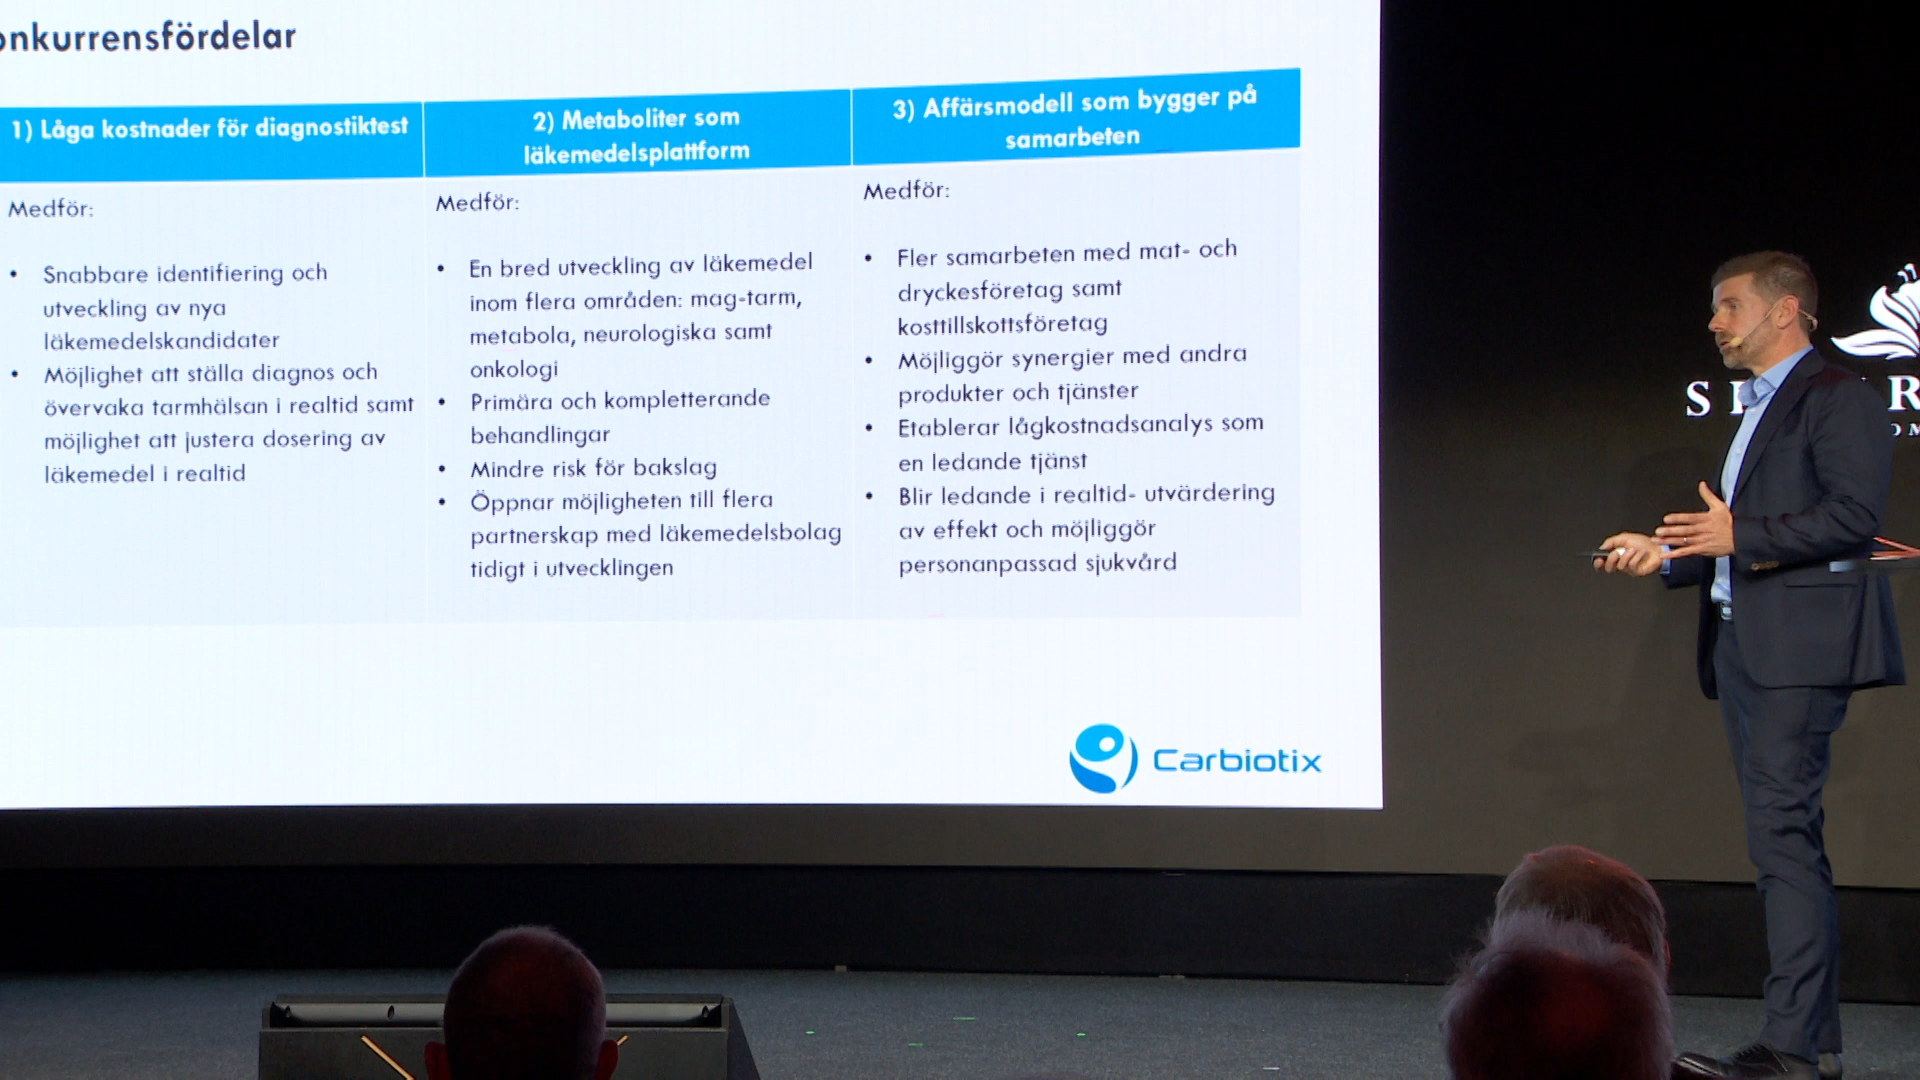 onkurrensfördelar
1) Låga kostnader för diagnostiktest
Medför:
• Snabbare identifiering och
utveckling av nya
läkemedelskandidater
• Möjlighet att ställa diagnos och
övervaka tarmhälsan i realtid samt
möjlighet att justera dosering av
läkemedel i realtid
2) Metaboliter som
läkemedelsplattform
Medför:
• En bred utveckling av läkemedel
inom flera områden: mag-tarm,
metabola, neurologiska samt
onkologi
• Primära och kompletterande
behandlingar
• Mindre risk för bakslag
• Öppnar möjligheten till flera
partnerskap med läkemedelsbolag
tidigt i utvecklingen
3) Affärsmodell som bygger på
samarbeten
Medför:
• Fler samarbeten med mat- och
dryckesföretag samt
kosttillskottsföretag
• Möjliggör synergier med andra
produkter och tjänster
• Etablerar lågkostnadsanalys som
en ledande tjänst
• Blir ledande i realtid- utvärdering
av effekt och möjliggör
personanpassad sjukvård
Carbiotix